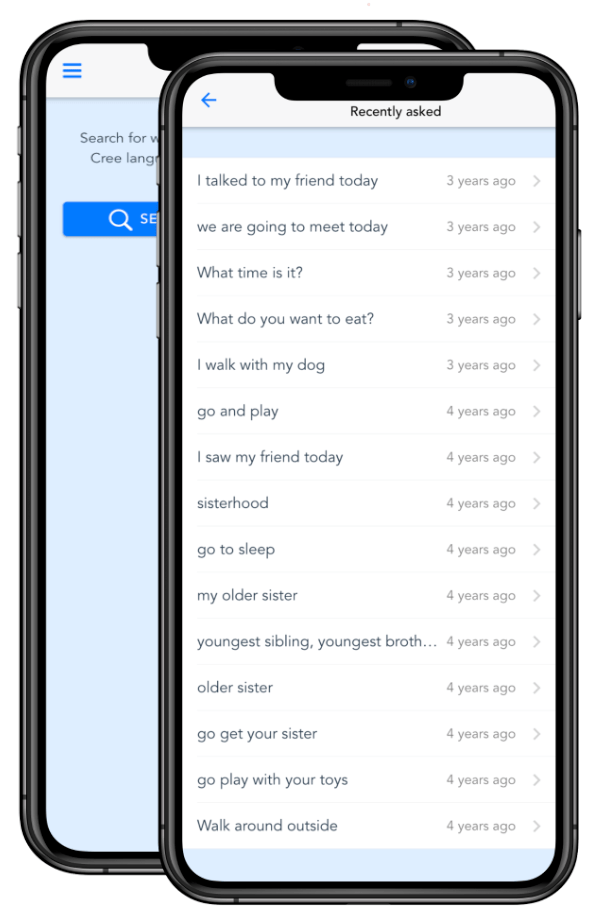 Search for w
Cree langu
SE
Recently asked
I talked to my friend today 3 years ago
we are going to meet today 3 years ago
What time is it? 3 years ago
What do you want to eat? 3 years ago
I walk with my dog 3 years ago
go and play 4 years ago
I saw my friend today 4 years ago
sisterhood 4 years ago
go to sleep 4 years ago
my older sister 4 years ago
youngest sibling, youngest broth... 4 years ago
older sister 4 years ago
go get your sister 4 years ago
go play with your toys 4 years ago
Walk around outside 4 years ago